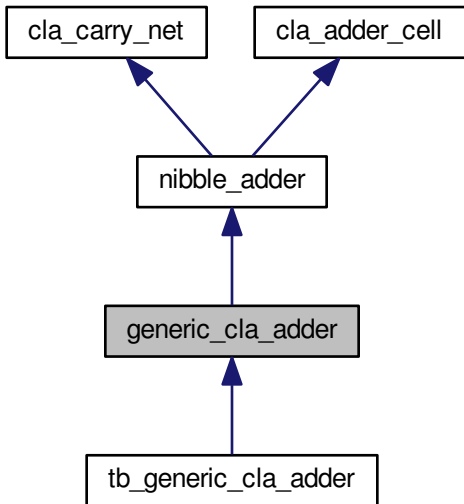 cla_carry_net
cla_adder_cell
nibble_adder
generic_cla_adder
tb_generic_cla_adder